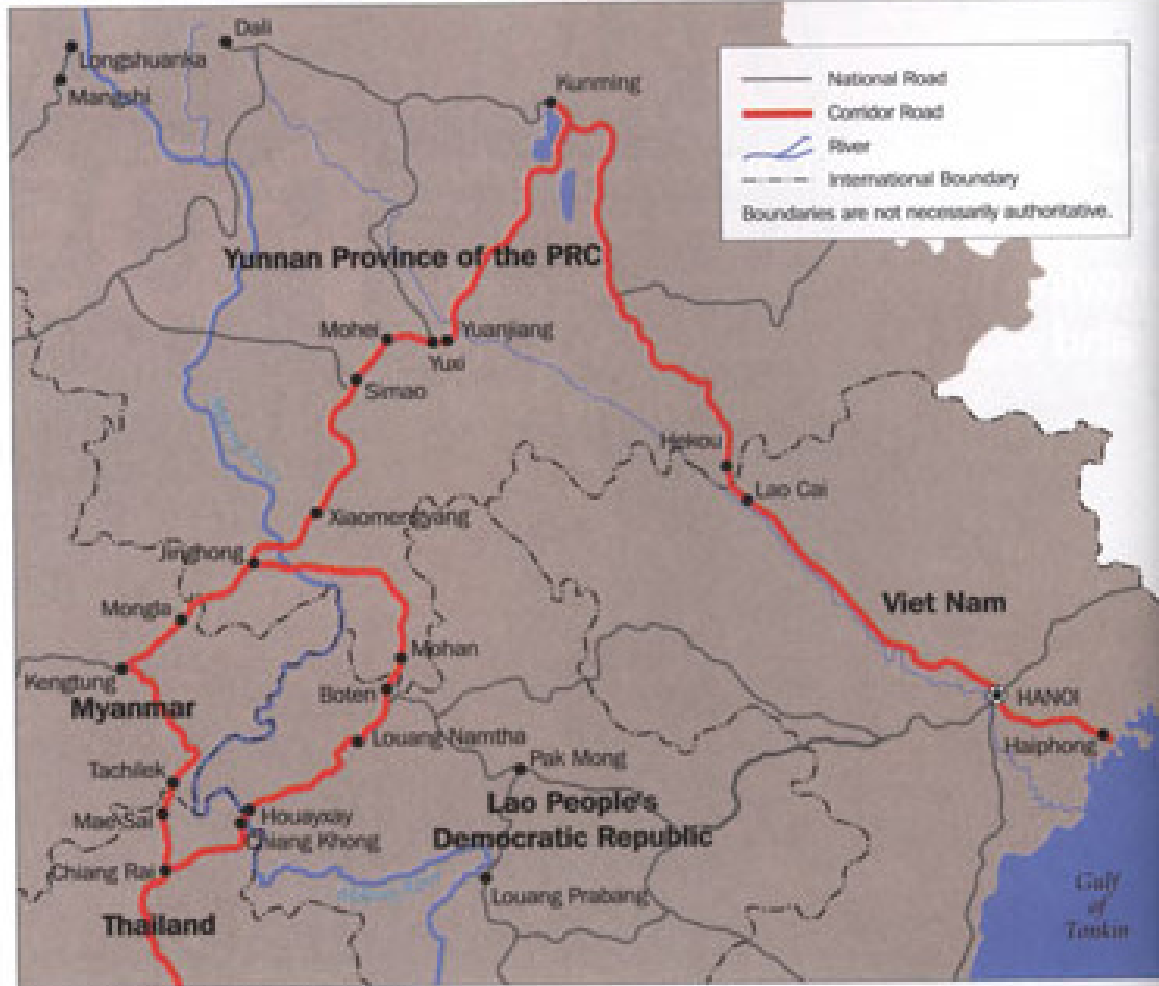 Dali
Longshuanka
Mangshi
Kunming
National Road
Corridor Road
River
International Boundary
Boundaries are not necessarily authoritative.
Yunnan Province of the PRC
Mohei
Yuanjiang
Yuxi
Simao
Hekou
Lao Cai
Xiaomengyang
Jinghong
Viet Nam
Mongla
Mohan
Kengtung
Boten
HANOI
Myanmar
Louang Namtha
Haiphong
Pak Mong
Tachilek
Lao People's
Democratic Republic
Mae Sai
Houayxay
Chiang Khong
Chiang Rai
Louang Prabang
Gulf
of
Tonkin
Thailand